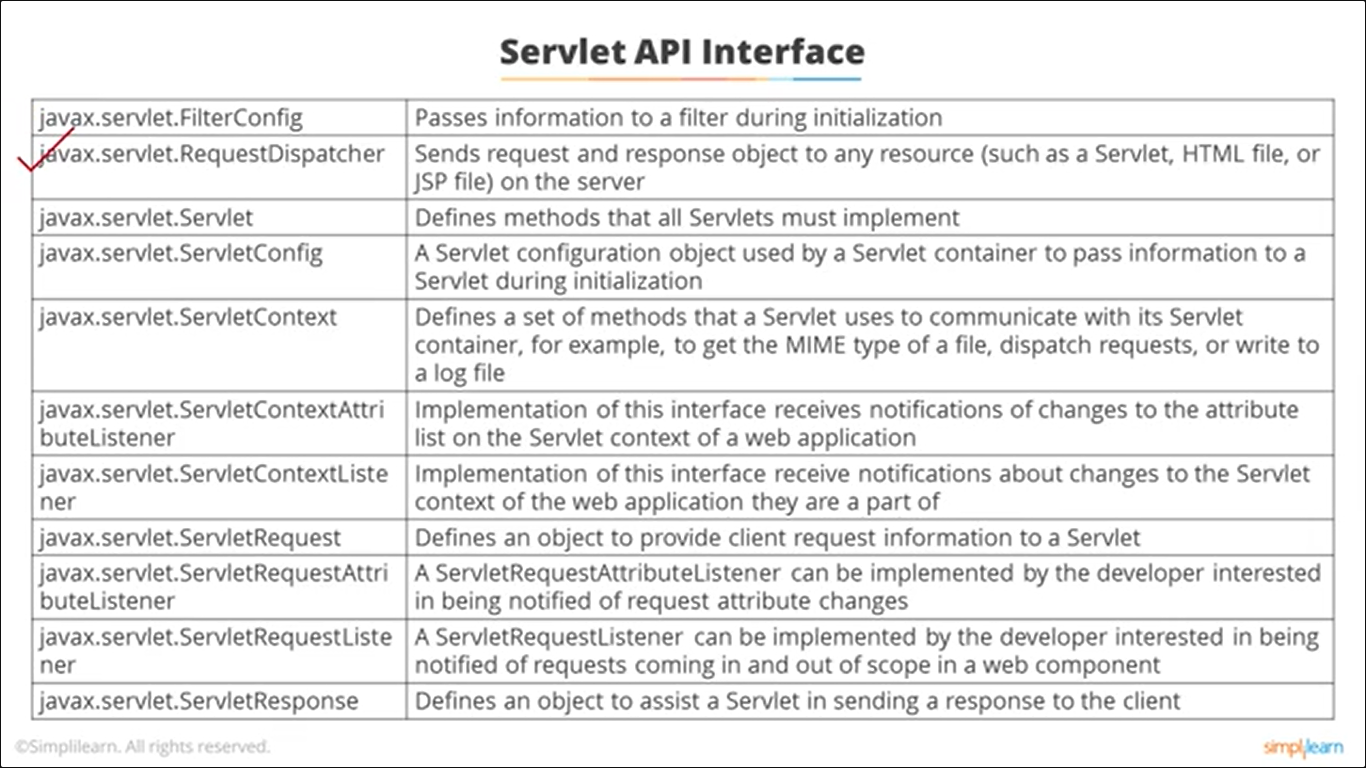 Servlet API Interface
javax.servlet.FilterConfig
Passes information to a filter during initialization
javax.servlet.RequestDispatcher
Sends request and response object to any resource (such as a Servlet, HTML file, or
JSP file) on the server
javax.servlet.Servlet
Defines methods that all Servlets must implement
javax.servlet.ServletConfig
A Servlet configuration object used by a Servlet container to pass information to a
Servlet during initialization
javax.servlet.ServletContext
Defines a set of methods that a Servlet uses to communicate with its Servlet
container, for example, to get the MIME type of a file, dispatch requests, or write to
a log file
javax.servlet.ServletContextAttri
buteListener
Implementation of this interface receives notifications of changes to the attribute
list on the Servlet context of a web application
javax.servlet.ServletContextListe
ner
Implementation of this interface receive notifications about changes to the Servlet
context of the web application they are a part of
javax.servlet.ServletRequest
Defines an object to provide client request information to a Servlet
javax.servlet.ServletRequestAttri
buteListener
A ServletRequestAttributeListener can be implemented by the developer interested
in being notified of request attribute changes
javax.servlet.ServletRequestListe
ner
A ServletRequestListener can be implemented by the developer interested in being
notified of requests coming in and out of scope in a web component
javax.servlet.ServletResponse
Defines an object to assist a Servlet in sending a response to the client
©Simplilearn. All rights reserved.
simplilearn